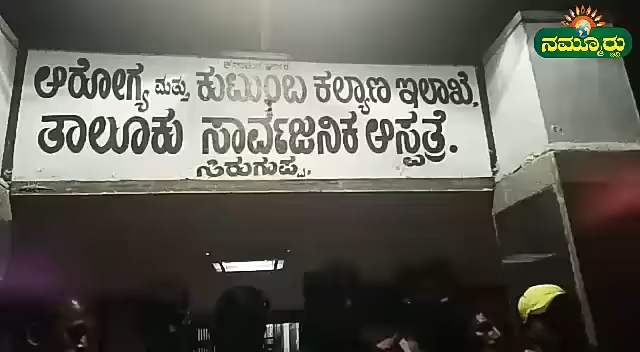 ಕರ್ನಾಟಕ ಸರ್ಕಾರ
ಆರೋಗ್ಯ ಮತ್ತು ಕುಟುಂಬ ಕಲ್ಯಾಣ ಇಲಾಖೆ,
ತಾಲೂಕು ಸಾರ್ವಜನಿಕ ಆಸ್ಪತ್ರೆ.
ಸಿರುಗುಪ್ಪ.
ನಮ್ಮೂರು